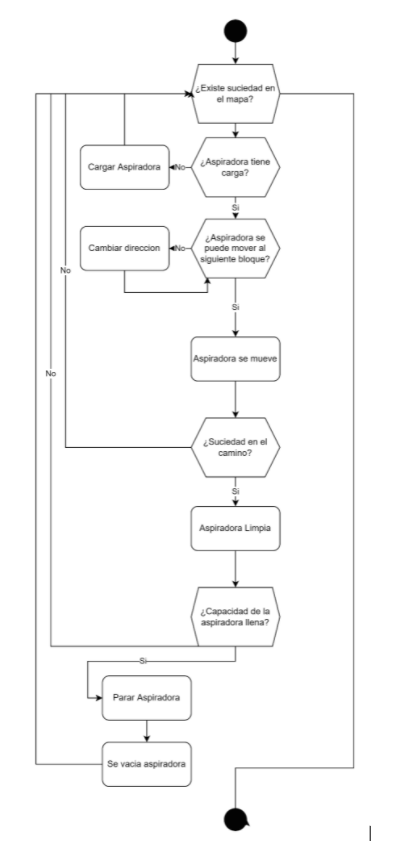 ¿Existe suciedad en
el mapa?
Cargar Aspiradora
No
¿Aspiradora tiene
carga?
Si
Cambiar direccion
No
¿Aspiradora se
puede mover al
siguiente bloque?
No
Si
Aspiradora se mueve
No
¿Suciedad en el
camino?
Si
Aspiradora Limpia
¿Capacidad de la
aspiradora llena?
Si
Parar Aspiradora
Se vacia aspiradora